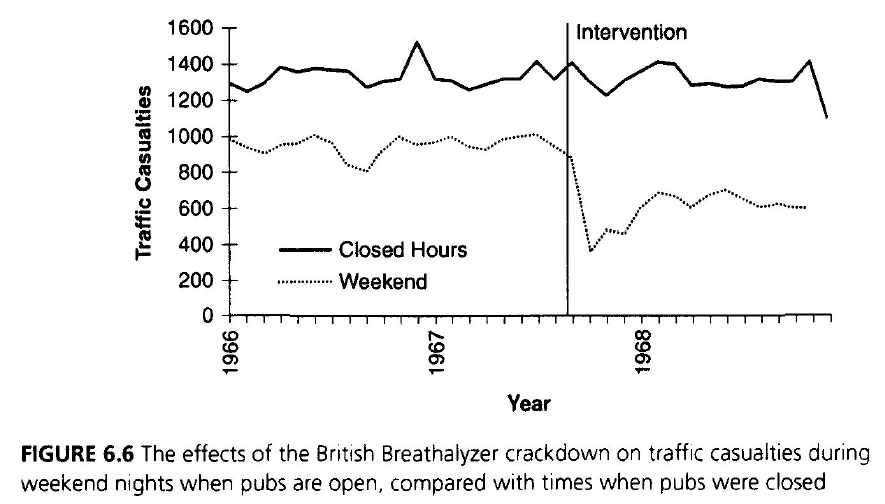 1600
Intervention
1400
1200
1000
800
600
400
200
0
Traffic Casualties
Closed Hours
Weekend
1966
1967
1968
Year
FIGURE 6.6 The effects of the British Breathalyzer crackdown on traffic casualties during
weekend nights when pubs are open, compared with times when pubs were closed